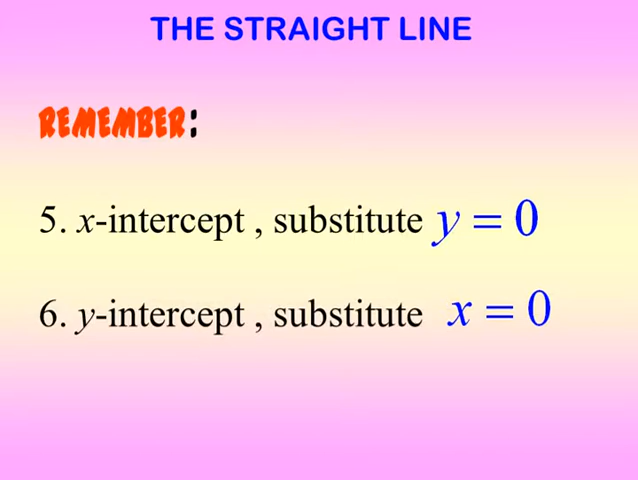 THE STRAIGHT LINE
REMEMBER:
5. x-intercept , substitute y = 0
6. y-intercept , substitute x = 0